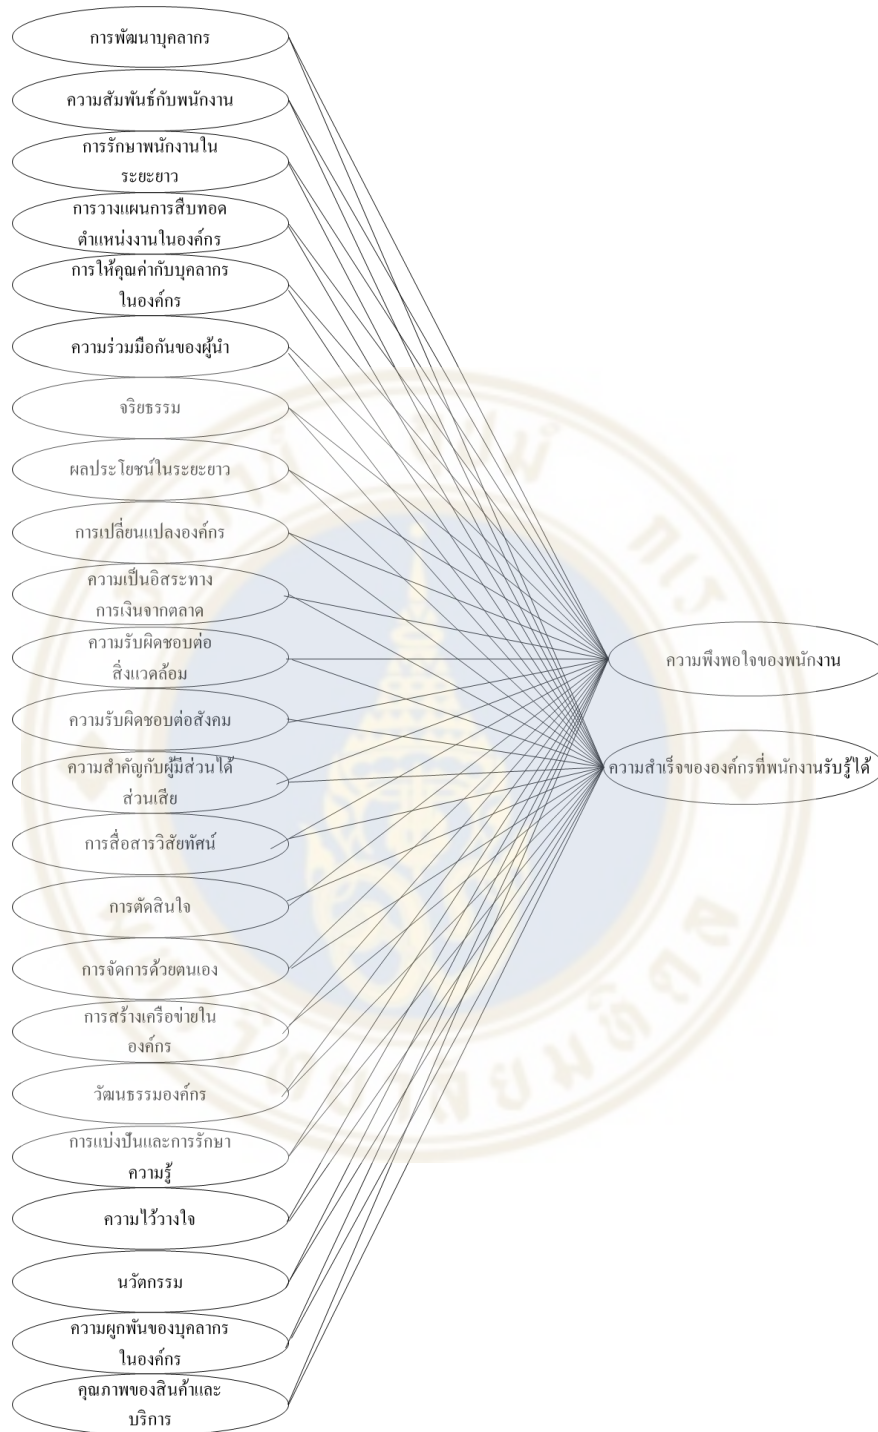 การพัฒนาบุคลากร
ความสัมพันธ์กับพนักงาน
การรักษาพนักงานใน
ระยะยาว
การวางแผนการสืบทอด
ตำแหน่งงานในองค์กร
การให้คุณค่ากับบุคลากร
ในองค์กร
ความร่วมมือกันของผู้นำ
จริยธรรม
ผลประโยชน์ในระยะยาว
การเปลี่ยนแปลงองค์กร
ความเป็นอิสระทาง
การเงินจากตลาด
ความรับผิดชอบต่อ
สิ่งแวดล้อม
ความรับผิดชอบต่อสังคม
ความสำคัญกับผู้มีส่วนได้
ส่วนเสีย
การสื่อสารวิสัยทัศน์
การตัดสินใจ
การจัดการด้วยตนเอง
การสร้างเครือข่ายใน
องค์กร
วัฒนธรรมองค์กร
การแบ่งปันและการรักษา
ความรู้
ความไว้วางใจ
นวัตกรรม
ความผูกพันของบุคลากร
ในองค์กร
คุณภาพของสินค้าและ
บริการ
ความพึงพอใจของพนักงาน
ความสำเร็จขององค์กรที่พนักงานรับรู้ได้